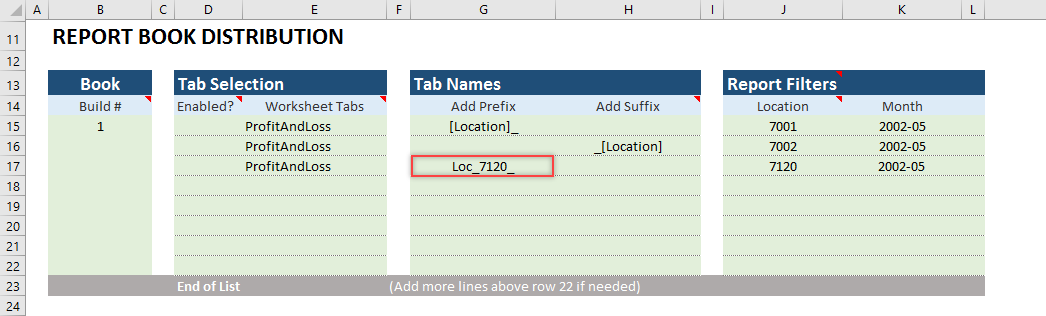 A B C D E F G H I J K L
11 REPORT BOOK DISTRIBUTION
12
13 Book Tab Selection Tab Names Report Filters
14 Build # Enabled? Worksheet Tabs Add Prefix Add Suffix Location Month
15 1 ProfitAndLoss [Location]_ 7001 2002-05
16 ProfitAndLoss _[Location] 7002 2002-05
17 ProfitAndLoss Loc_7120_ 7120 2002-05
18
19
20
21
22
23 End of List (Add more lines above row 22 if needed)
24